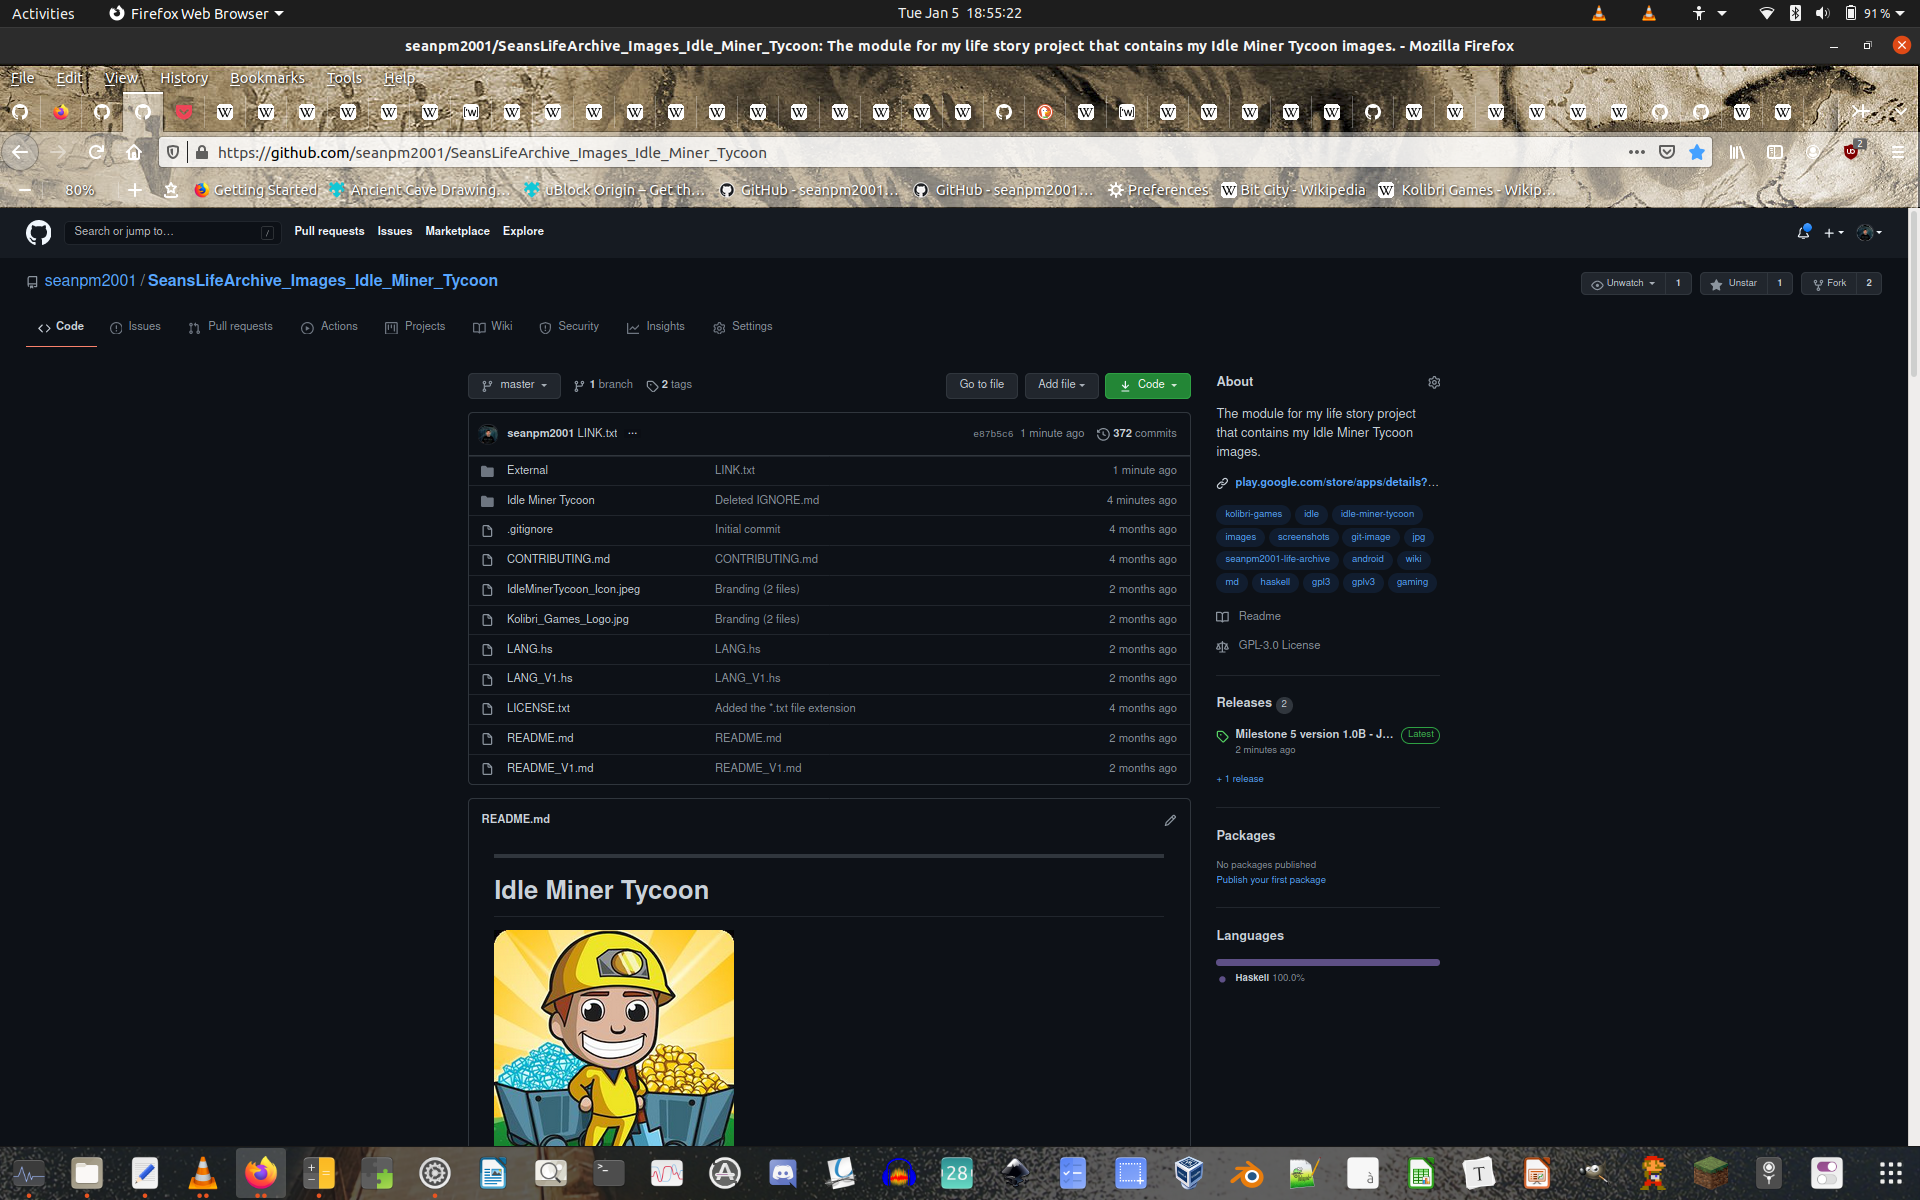 Activities Firefox Web Browser Tue Jan 5 18:55:22 91 %
seanpm2001/SeansLifeArchive_Images_Idle_Miner_Tycoon: The module for my life story project that contains my Idle Miner Tycoon images. - Mozilla Firefox
File Edit View History Bookmarks Tools Help
https://github.com/seanpm2001/SeansLifeArchive_Images_Idle_Miner_Tycoon 2
80% Getting Started Ancient Cave Drawing… uBlock Origin – Get th… GitHub - seanpm2001… GitHub - seanpm2001… Preferences Bit City - Wikipedia Kolibri Games - Wikip…
Search or jump to… / Pull requests Issues Marketplace Explore
seanpm2001 / SeansLifeArchive_Images_Idle_Miner_Tycoon Unwatch 1 Unstar 1 Fork 2
Code Issues Pull requests Actions Projects Wiki Security Insights Settings
master 1 branch 2 tags Go to file Add file Code
seanpm2001 LINK.txt … e87b5c6 1 minute ago 372 commits
External LINK.txt 1 minute ago
Idle Miner Tycoon Deleted IGNORE.md 4 minutes ago
.gitignore Initial commit 4 months ago
CONTRIBUTING.md CONTRIBUTING.md 4 months ago
IdleMinerTycoon_Icon.jpeg Branding (2 files) 2 months ago
Kolibri_Games_Logo.jpg Branding (2 files) 2 months ago
LANG.hs LANG.hs 2 months ago
LANG_V1.hs LANG_V1.hs 2 months ago
LICENSE.txt Added the *.txt file extension 4 months ago
README.md README.md 2 months ago
README_V1.md README_V1.md 2 months ago
README.md
Idle Miner Tycoon
About
The module for my life story project
that contains my Idle Miner Tycoon
images.
play.google.com/store/apps/details?…
kolibri-games idle idle-miner-tycoon
images screenshots git-image jpg
seanpm2001-life-archive android wiki
md haskell gpl3 gplv3 gaming
Readme
GPL-3.0 License
Releases 2
Milestone 5 version 1.0B - J… Latest
2 minutes ago
+ 1 release
Packages
No packages published
Publish your first package
Languages
Haskell 100.0%
28